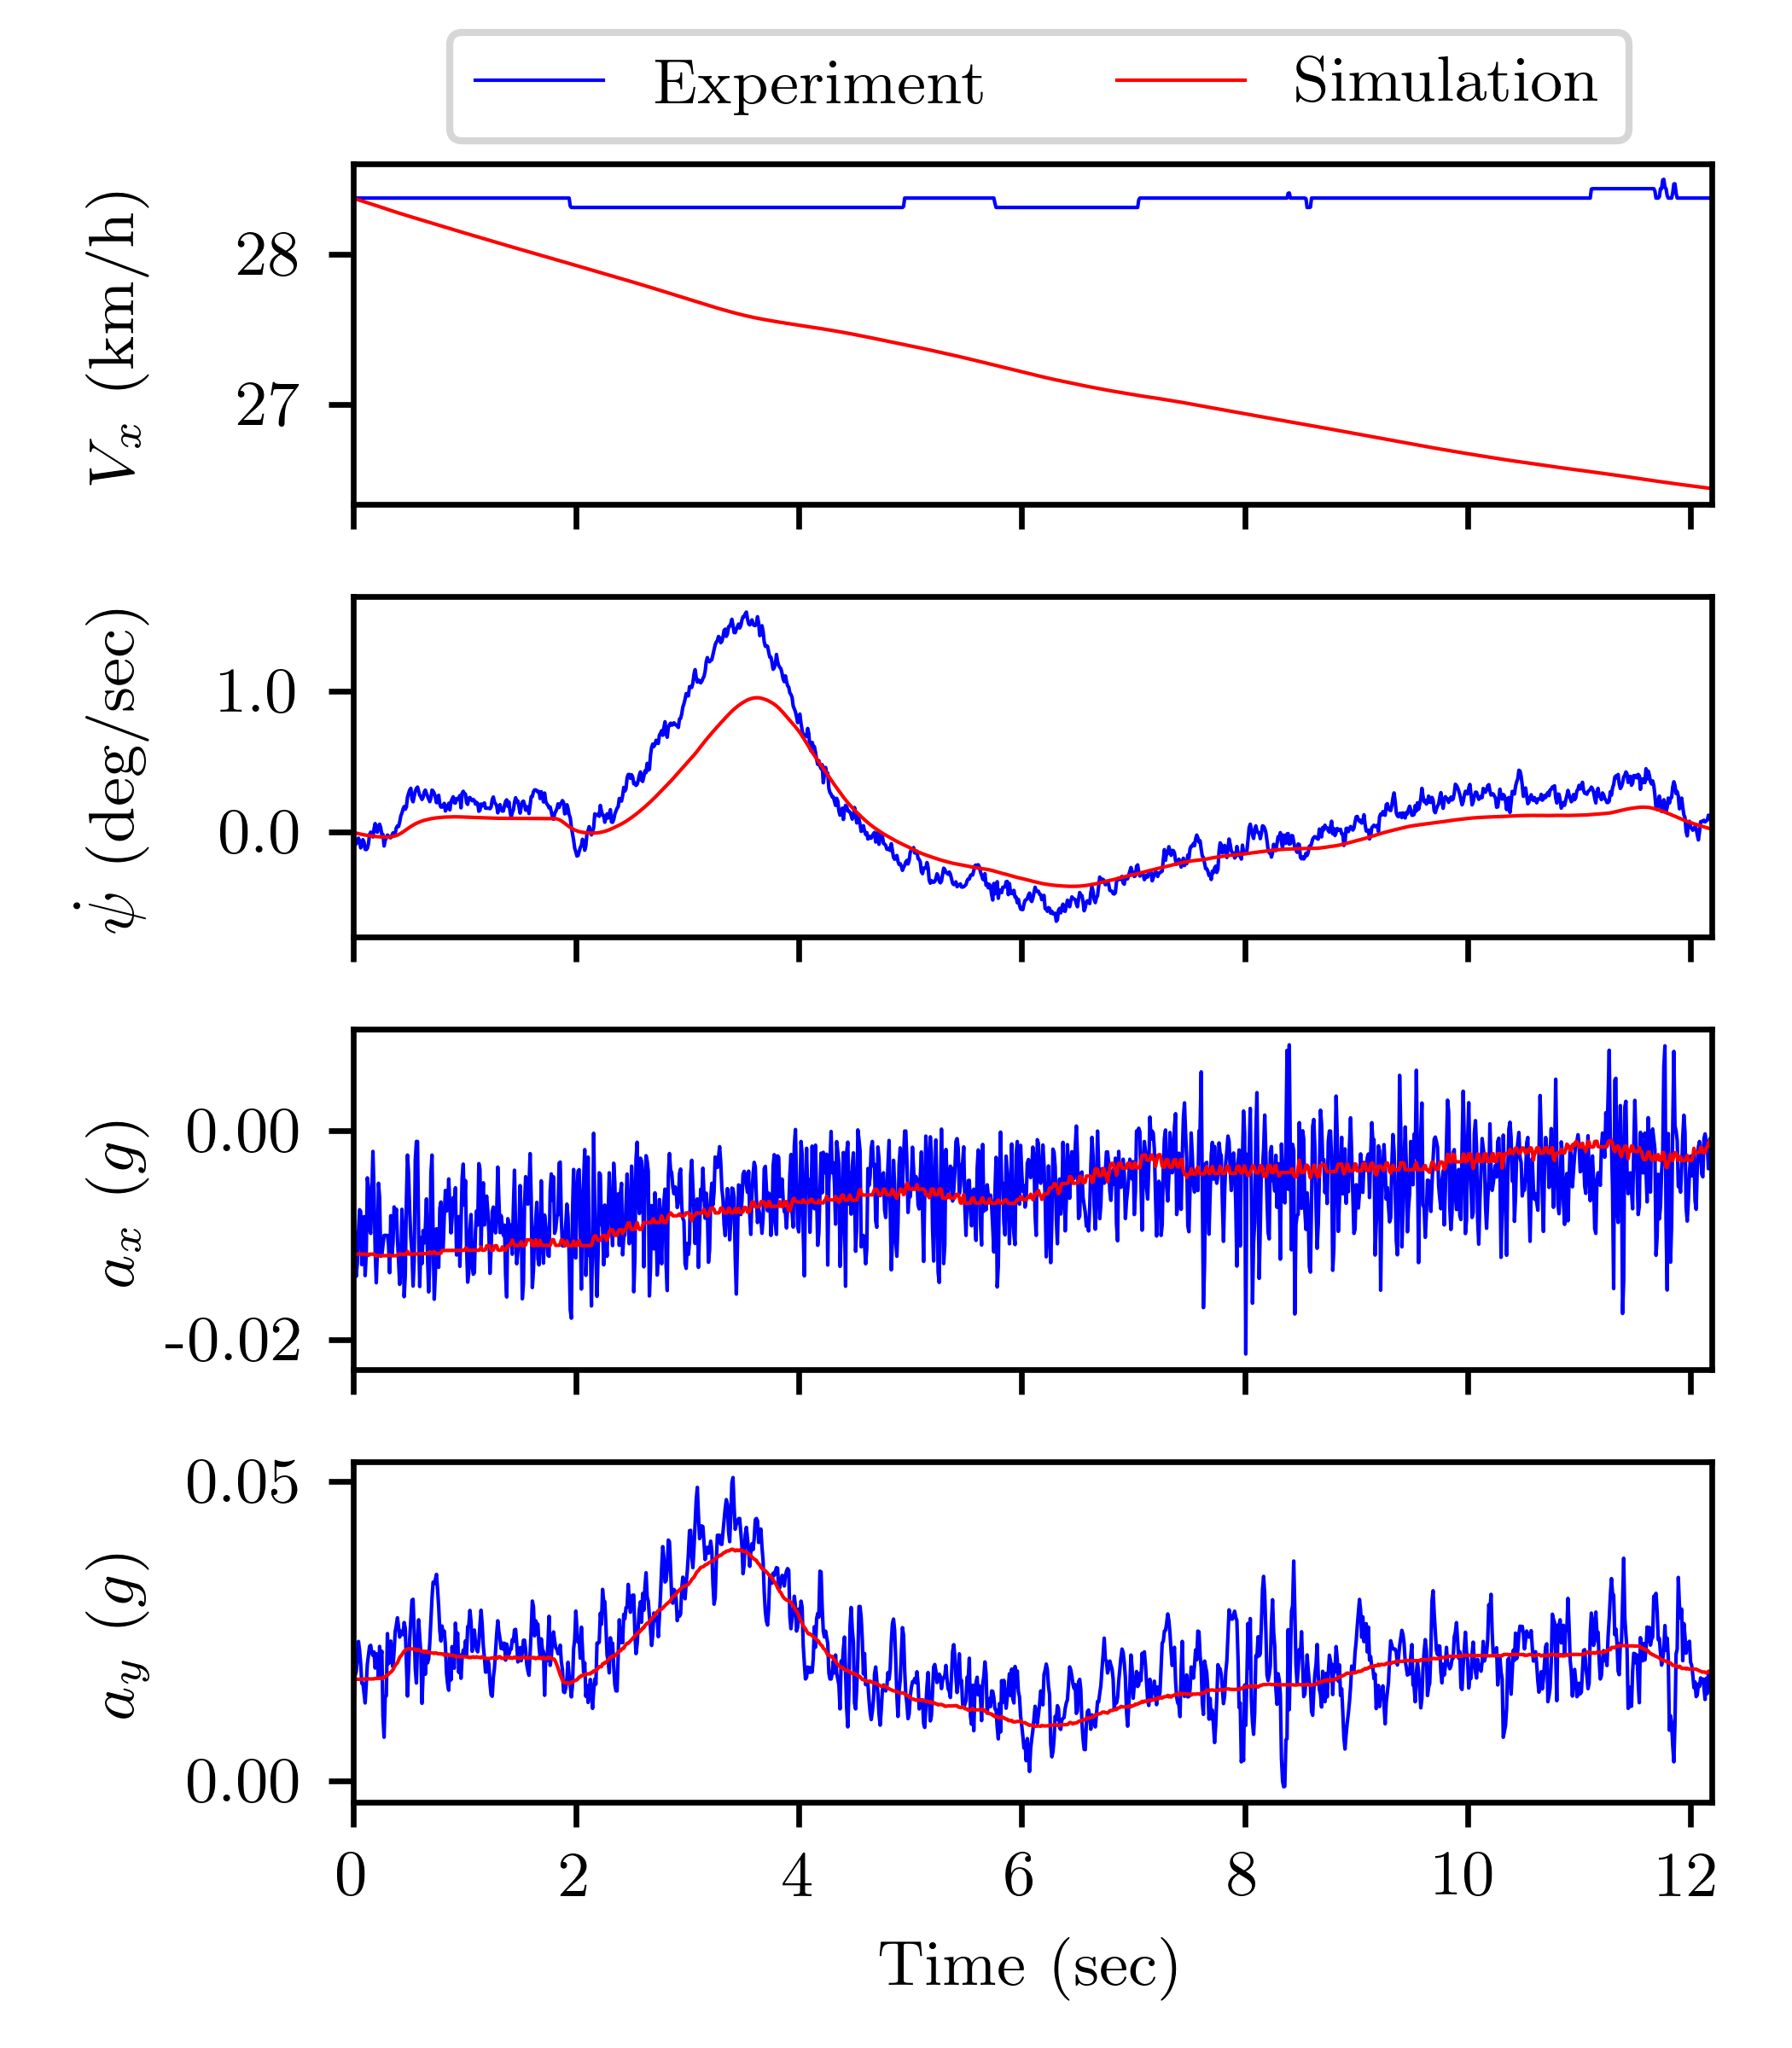 Experiment Simulation
V_x (km/h)
28
27
ψ̇ (deg/sec)
1.0
0.0
a_x (g)
0.00
-0.02
a_y (g)
0.05
0.00
0 2 4 6 8 10 12
Time (sec)